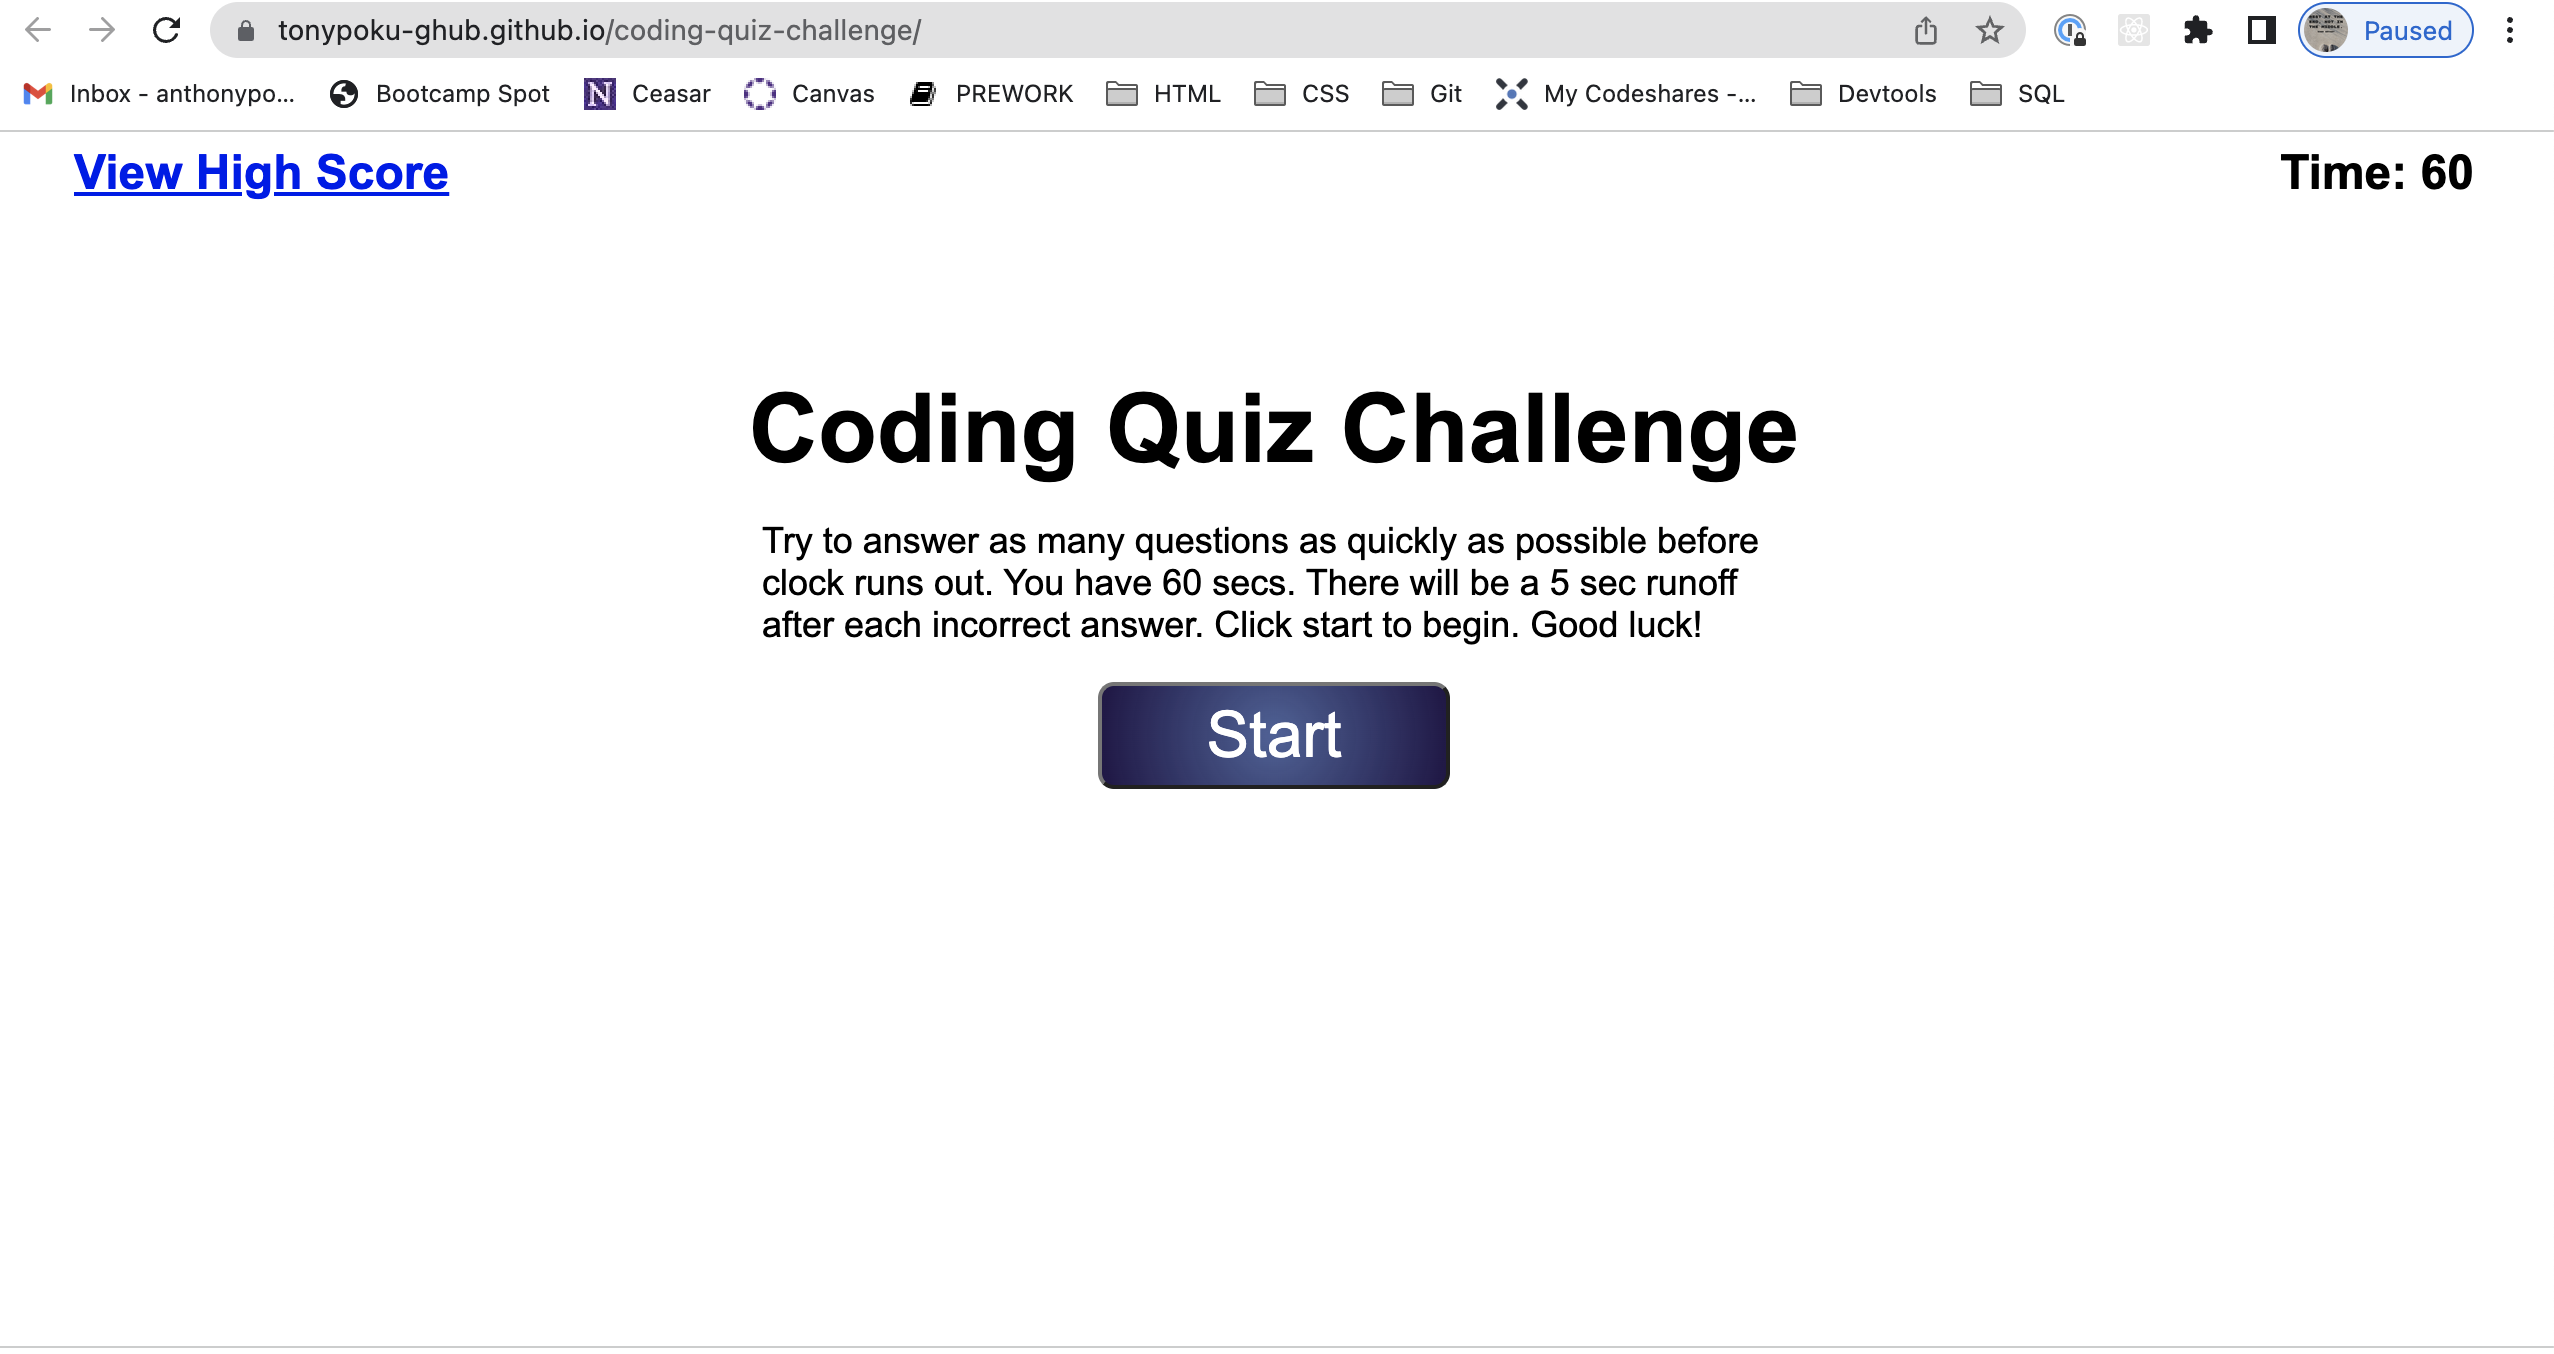 tonypoku-ghub.github.io/coding-quiz-challenge/
Paused
Inbox - anthonypo...
Bootcamp Spot
N
Ceasar
Canvas
PREWORK
HTML
CSS
Git
My Codeshares -...
Devtools
SQL
View High Score
Time: 60
Coding Quiz Challenge
Try to answer as many questions as quickly as possible before
clock runs out. You have 60 secs. There will be a 5 sec runoff
after each incorrect answer. Click start to begin. Good luck!
Start